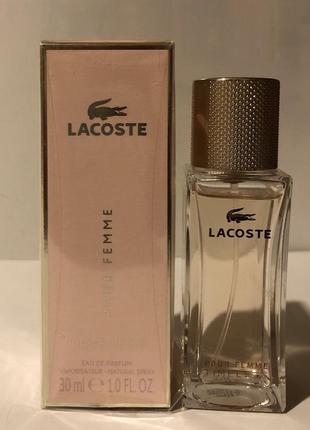 LACOSTE
POUR FEMME
EAU DE PARFUM
VAPORISATEUR - NATURAL SPRAY
30 ml ℮ 1.0 FL. OZ.
LACOSTE
POUR FEMME